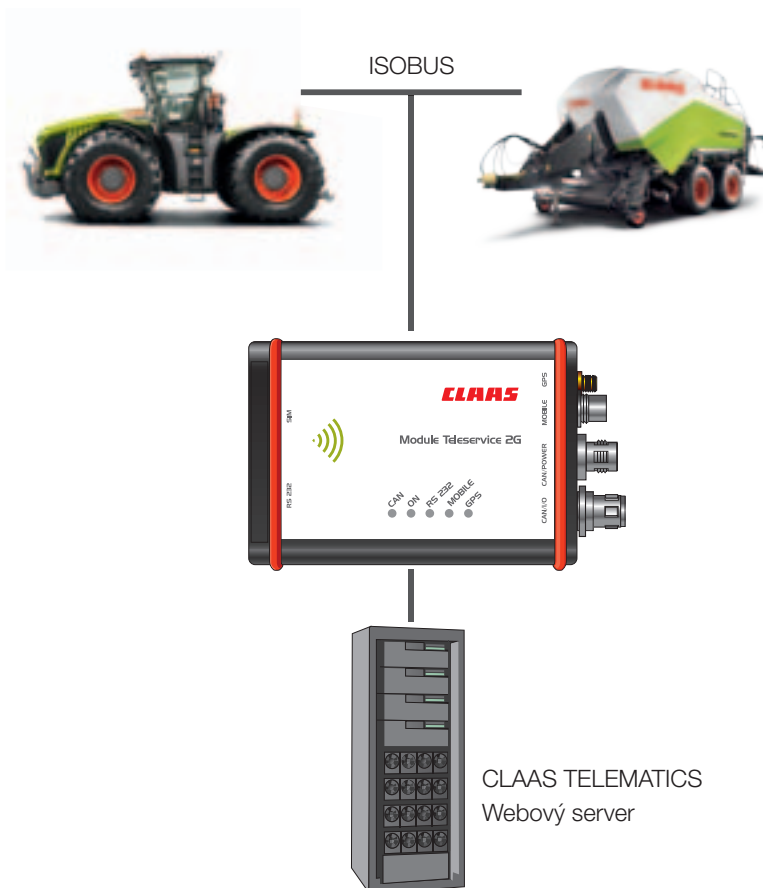 ISOBUS
CLAAS
CLAAS
GPS
MOBILE
SIM
Module Teleservice 2G
CAN/POWER
RS 232
CAN
ON
RS 232
MOBILE
GPS
CAN/I/O
CLAAS TELEMATICS
Webový server